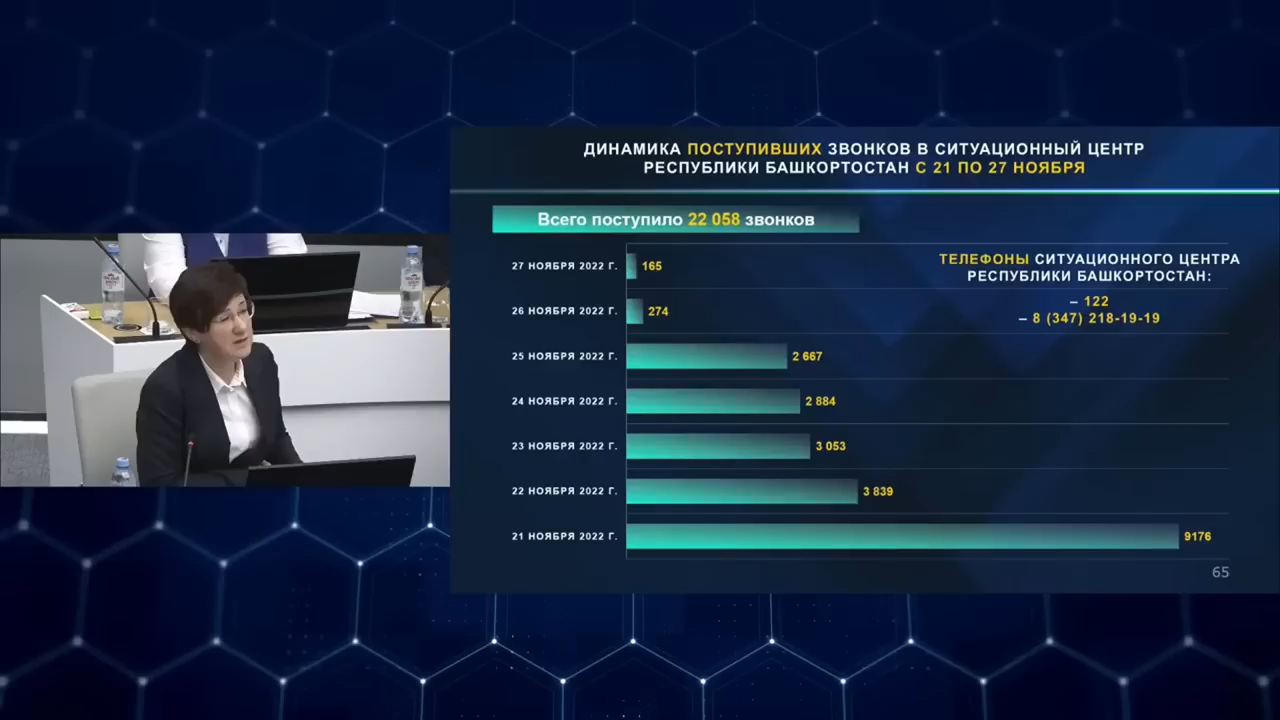 ДИНАМИКА ПОСТУПИВШИХ ЗВОНКОВ В СИТУАЦИОННЫЙ ЦЕНТР
РЕСПУБЛИКИ БАШКОРТОСТАН С 21 ПО 27 НОЯБРЯ
Всего поступило 22 058 звонков
ТЕЛЕФОНЫ СИТУАЦИОННОГО ЦЕНТРА
РЕСПУБЛИКИ БАШКОРТОСТАН:
– 122
– 8 (347) 218-19-19
27 НОЯБРЯ 2022 Г. 165
26 НОЯБРЯ 2022 Г. 274
25 НОЯБРЯ 2022 Г. 2 667
24 НОЯБРЯ 2022 Г. 2 884
23 НОЯБРЯ 2022 Г. 3 053
22 НОЯБРЯ 2022 Г. 3 839
21 НОЯБРЯ 2022 Г. 9176
65